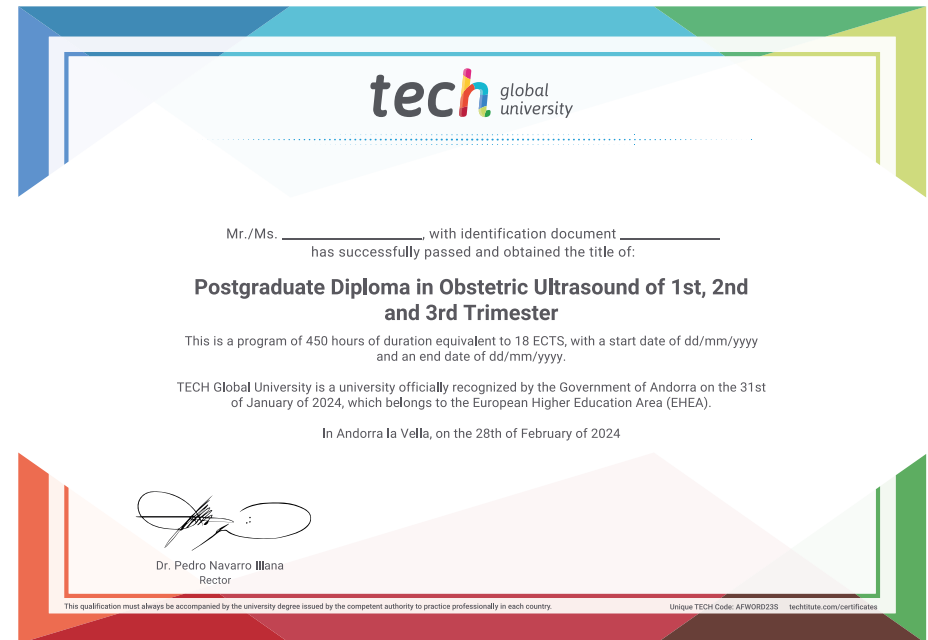 tech global
university
Mr./Ms. ____________, with identification document ____________
has successfully passed and obtained the title of:
Postgraduate Diploma in Obstetric Ultrasound of 1st, 2nd
and 3rd Trimester
This is a program of 450 hours of duration equivalent to 18 ECTS, with a start date of dd/mm/yyyy
and an end date of dd/mm/yyyy.
TECH Global University is a university officially recognized by the Government of Andorra on the 31st
of January of 2024, which belongs to the European Higher Education Area (EHEA).
In Andorra la Vella, on the 28th of February of 2024
Dr. Pedro Navarro Illana
Rector
This qualification must always be accompanied by the university degree issued by the competent authority to practice professionally in each country.
Unique TECH Code: AFWORD23S techtitute.com/certificates